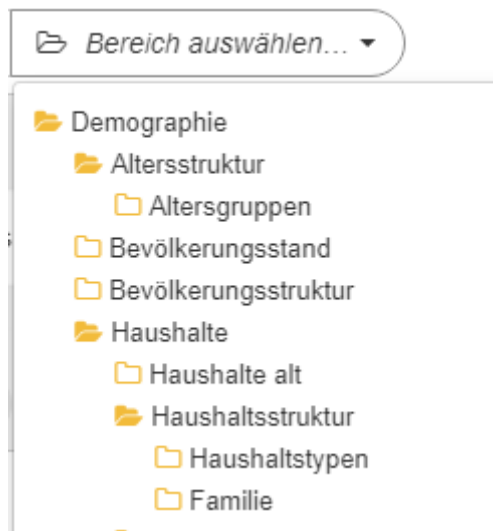 Bereich auswählen...
Demographie
Altersstruktur
Altersgruppen
Bevölkerungsstand
Bevölkerungsstruktur
Haushalte
Haushalte alt
Haushaltsstruktur
Haushaltstypen
Familie